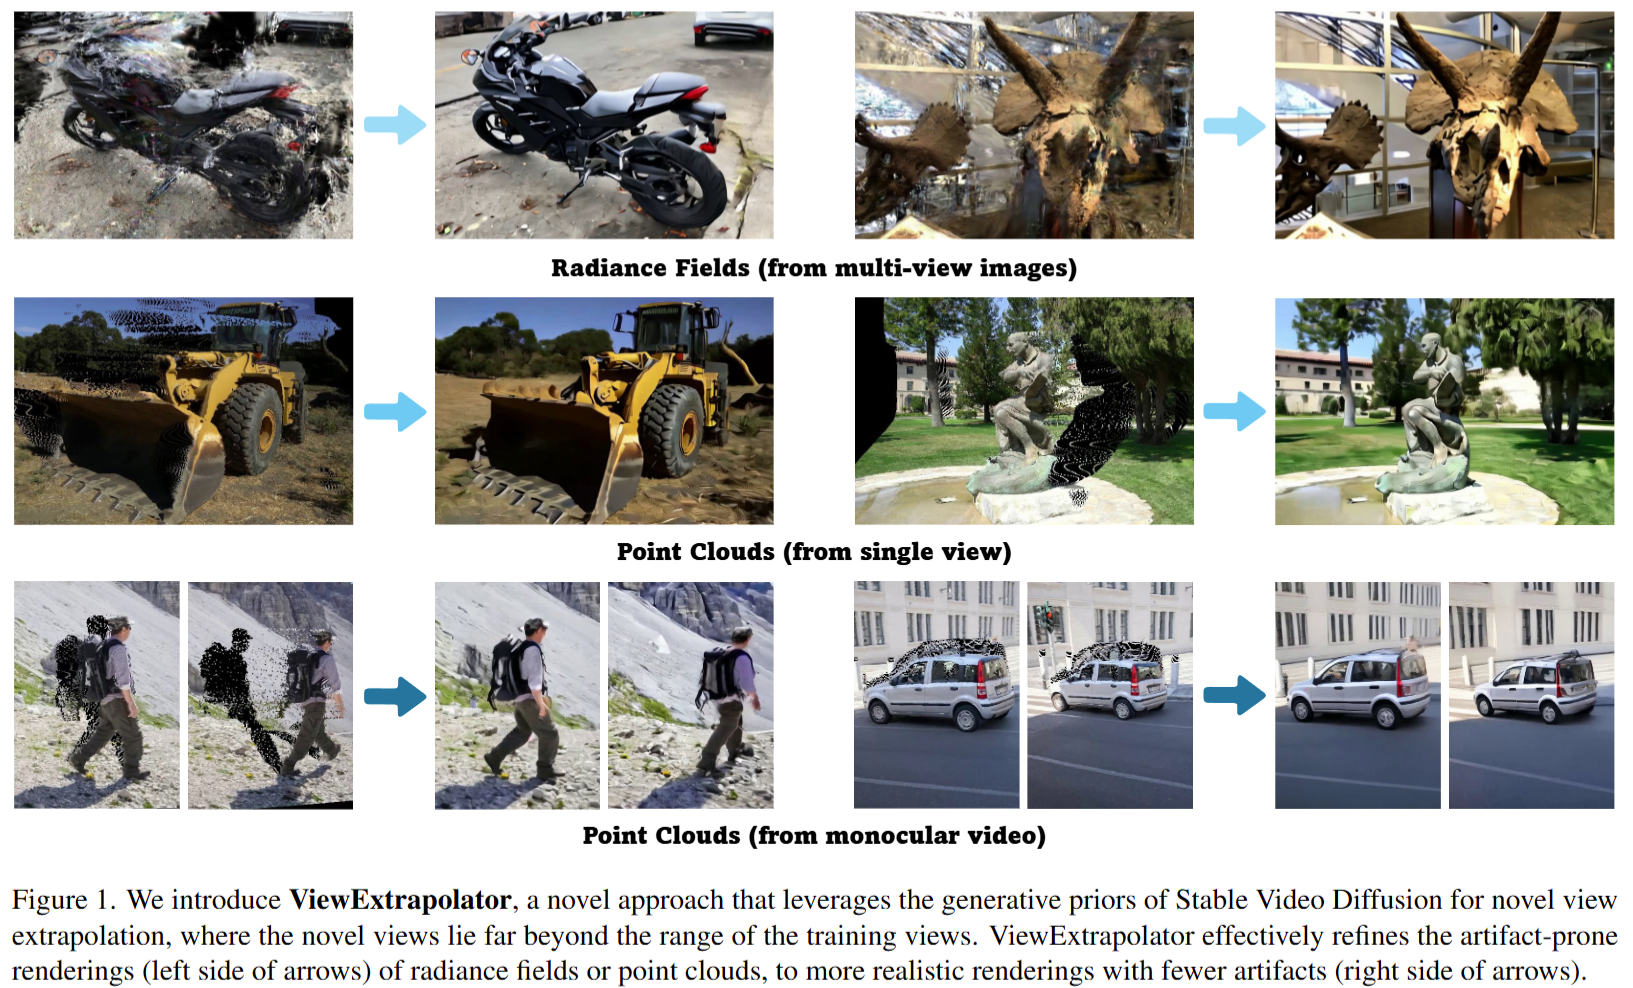 Radiance Fields (from multi-view images)
Point Clouds (from single view)
Point Clouds (from monocular video)
Figure 1. We introduce ViewExtrapolator, a novel approach that leverages the generative priors of Stable Video Diffusion for novel view
extrapolation, where the novel views lie far beyond the range of the training views. ViewExtrapolator effectively refines the artifact-prone
renderings (left side of arrows) of radiance fields or point clouds, to more realistic renderings with fewer artifacts (right side of arrows).